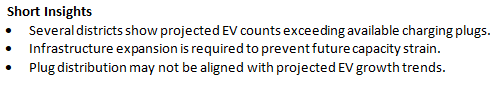 Short Insights
• Several districts show projected EV counts exceeding available charging plugs.
• Infrastructure expansion is required to prevent future capacity strain.
• Plug distribution may not be aligned with projected EV growth trends.